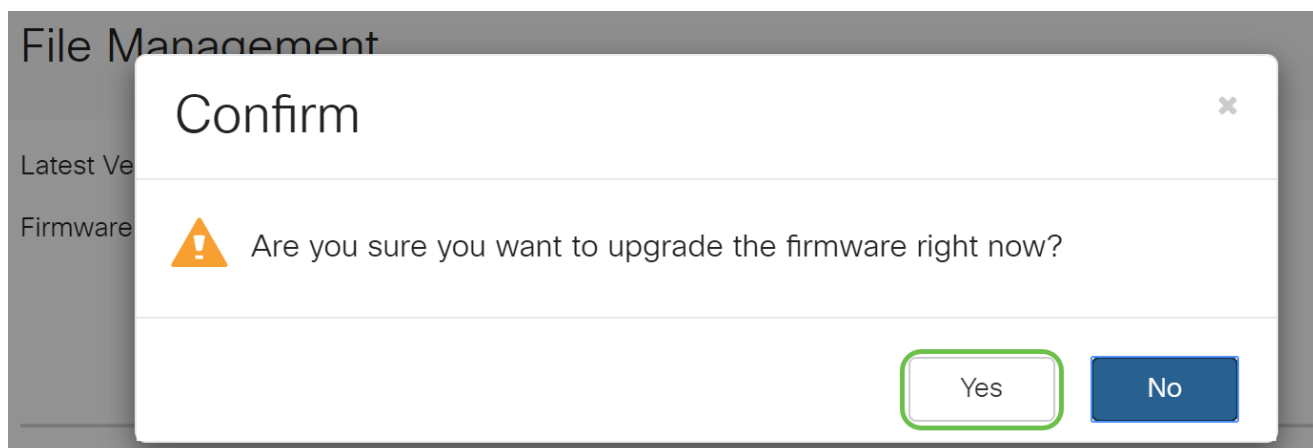 File Management
Confirm
Latest Ve
Firmware
Are you sure you want to upgrade the firmware right now?
Yes
No